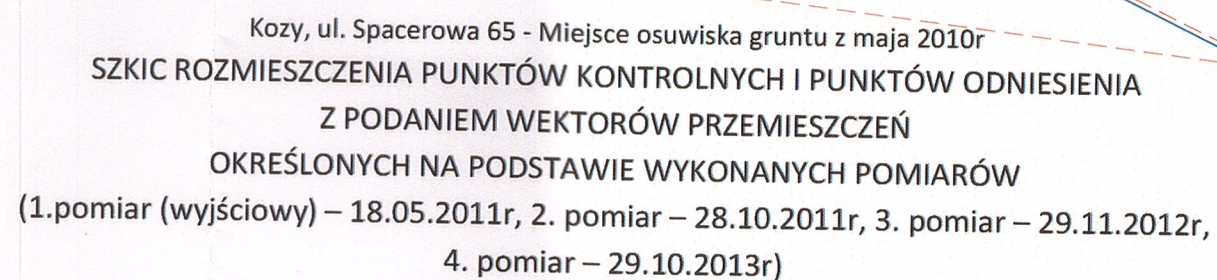 Kozy, ul. Spacerowa 65 - Miejsce osuwiska gruntu z maja 2010r
SZKIC ROZMIESZCZENIA PUNKTÓW KONTROLNYCH I PUNKTÓW ODNIESIENIA
Z PODANIEM WEKTORÓW PRZEMIESZCZEŃ
OKREŚLONYCH NA PODSTAWIE WYKONANYCH POMIARÓW
(1.pomiar (wyjściowy) – 18.05.2011r, 2. pomiar – 28.10.2011r, 3. pomiar – 29.11.2012r,
4. pomiar – 29.10.2013r)